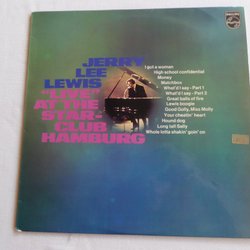 JERRY
LEE
LEWIS
"LIVE"
AT THE
STAR-
CLUB
HAMBURG
I got a woman
High school confidential
Money
Matchbox
What'd I say - Part 1
What'd I say - Part 2
Great balls of fire
Good Golly, Miss Molly
Lewis boogie
Your cheatin' heart
Hound dog
Long tall Sally
Whole lotta shakin' goin' on